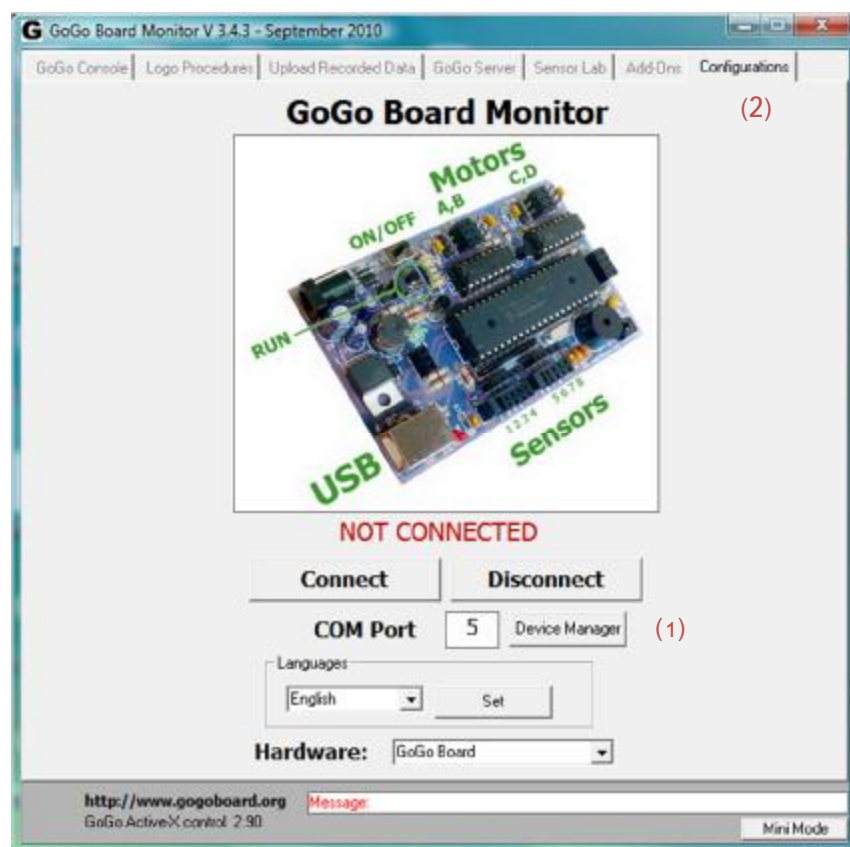 G GoGo Board Monitor V 3.4.3 - September 2010
GoGo Console Logo Procedures Upload Recorded Data GoGo Server Sensor Lab Add-Ons Configurations
GoGo Board Monitor (2)
Motors
A,B C,D
ON/OFF
RUN
1 2 3 4 5 6 7 8
Sensors
USB
NOT CONNECTED
Connect Disconnect
COM Port 5 Device Manager (1)
Languages
English Set
Hardware: GoGo Board
http://www.gogoboard.org Message:
GoGo ActiveX control 2.90
Mini Mode